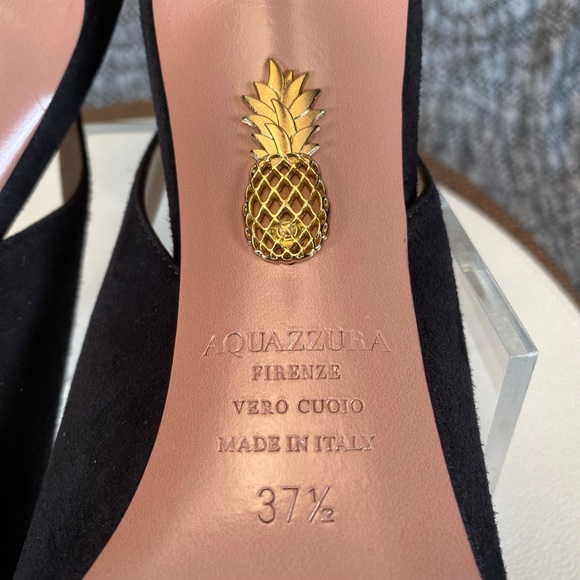 AQUAZZURA
FIRENZE
VERO CUOIO
MADE IN ITALY
37½